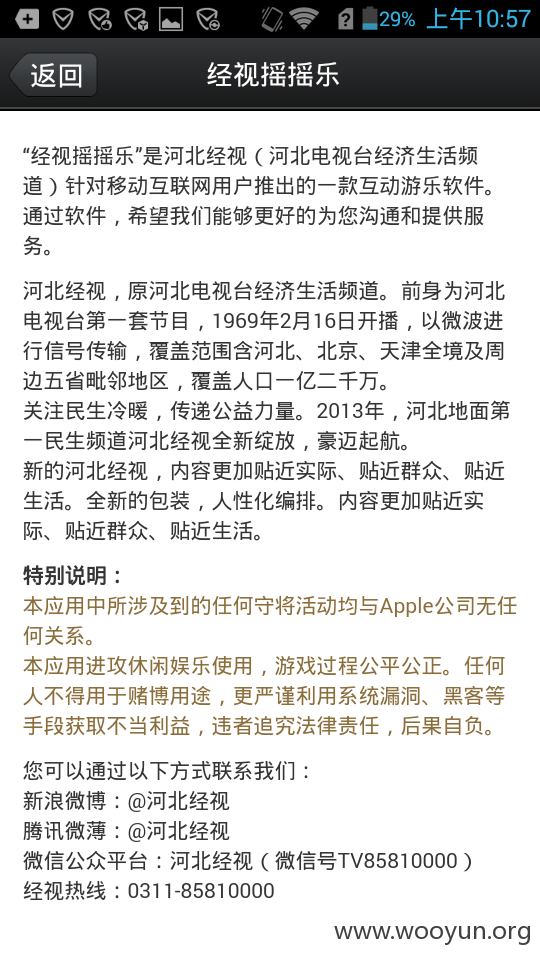 29% 上午10:57
返回
经视摇摇乐
“经视摇摇乐”是河北经视（河北电视台经济生活频
道）针对移动互联网用户推出的一款互动游乐软件。
通过软件，希望我们能够更好的为您沟通和提供服
务。
河北经视，原河北电视台经济生活频道。前身为河北
电视台第一套节目，1969年2月16日开播，以微波进
行信号传输，覆盖范围含河北、北京、天津全境及周
边五省毗邻地区，覆盖人口一亿二千万。
关注民生冷暖，传递公益力量。2013年，河北地面第
一民生频道河北经视全新绽放，豪迈起航。
新的河北经视，内容更加贴近实际、贴近群众、贴近
生活。全新的包装，人性化编排。内容更加贴近实
际、贴近群众、贴近生活。
特别说明：
本应用中所涉及到的任何守将活动均与Apple公司无任
何关系。
本应用进攻休闲娱乐使用，游戏过程公平公正。任何
人不得用于赌博用途，更严谨利用系统漏洞、黑客等
手段获取不当利益，违者追究法律责任，后果自负。
您可以通过以下方式联系我们：
新浪微博：@河北经视
腾讯微薄：@河北经视
微信公众平台：河北经视（微信号TV85810000）
经视热线：0311-85810000
www.wooyun.org